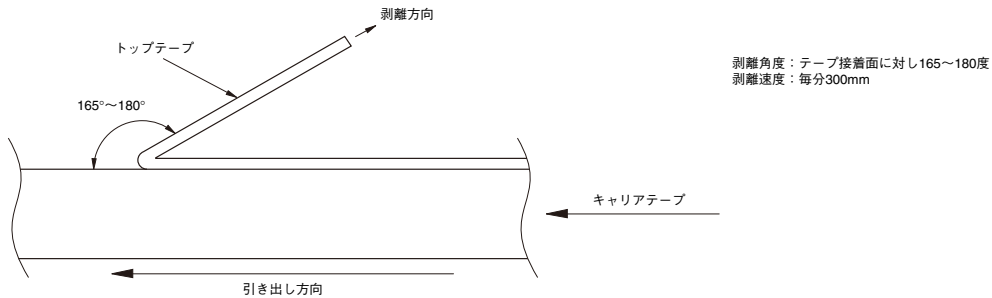 剥離方向
トップテープ
剥離角度：テープ接着面に対し165～180度
剥離速度：毎分300mm
165°～180°
キャリアテープ
引き出し方向